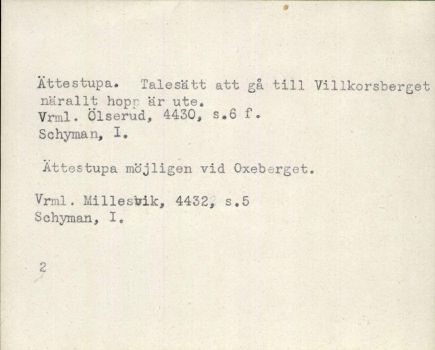 Ättestupa. Talesätt att gå till Villkorsberget
närallt hopp är ute.
Vrml. Ölserud, 4430, s.6 f.
Schyman, I.
Ättestupa möjligen vid Oxeberget.
Vrml. Millesvik, 4432, s.5
Schyman, I.
2